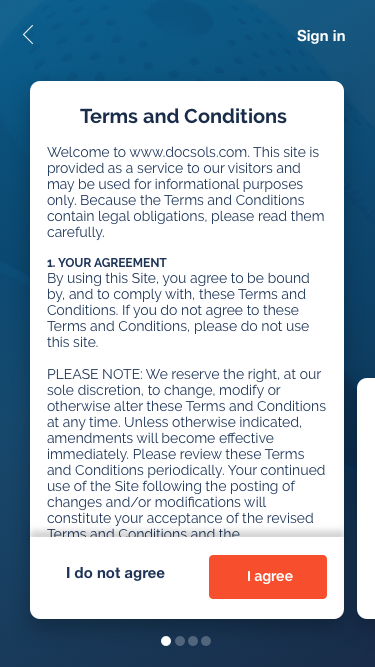 Sign in
Terms and Conditions
Welcome to www.docsols.com. This site is
provided as a service to our visitors and
may be used for informational purposes
only. Because the Terms and Conditions
contain legal obligations, please read them
carefully.
1. YOUR AGREEMENT
By using this Site, you agree to be bound
by, and to comply with, these Terms and
Conditions. If you do not agree to these
Terms and Conditions, please do not use
this site.
PLEASE NOTE: We reserve the right, at our
sole discretion, to change, modify or
otherwise alter these Terms and Conditions
at any time. Unless otherwise indicated,
amendments will become effective
immediately. Please review these Terms
and Conditions periodically. Your continued
use of the Site following the posting of
changes and/or modifications will
constitute your acceptance of the revised
Terms and Conditions and the
I do not agree
I agree